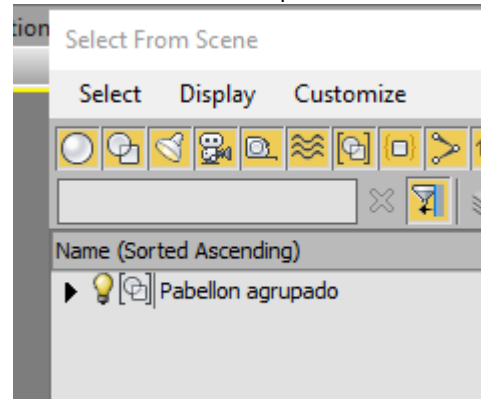 tion
Select From Scene
Select Display Customize
Name (Sorted Ascending)
Pabellon agrupado